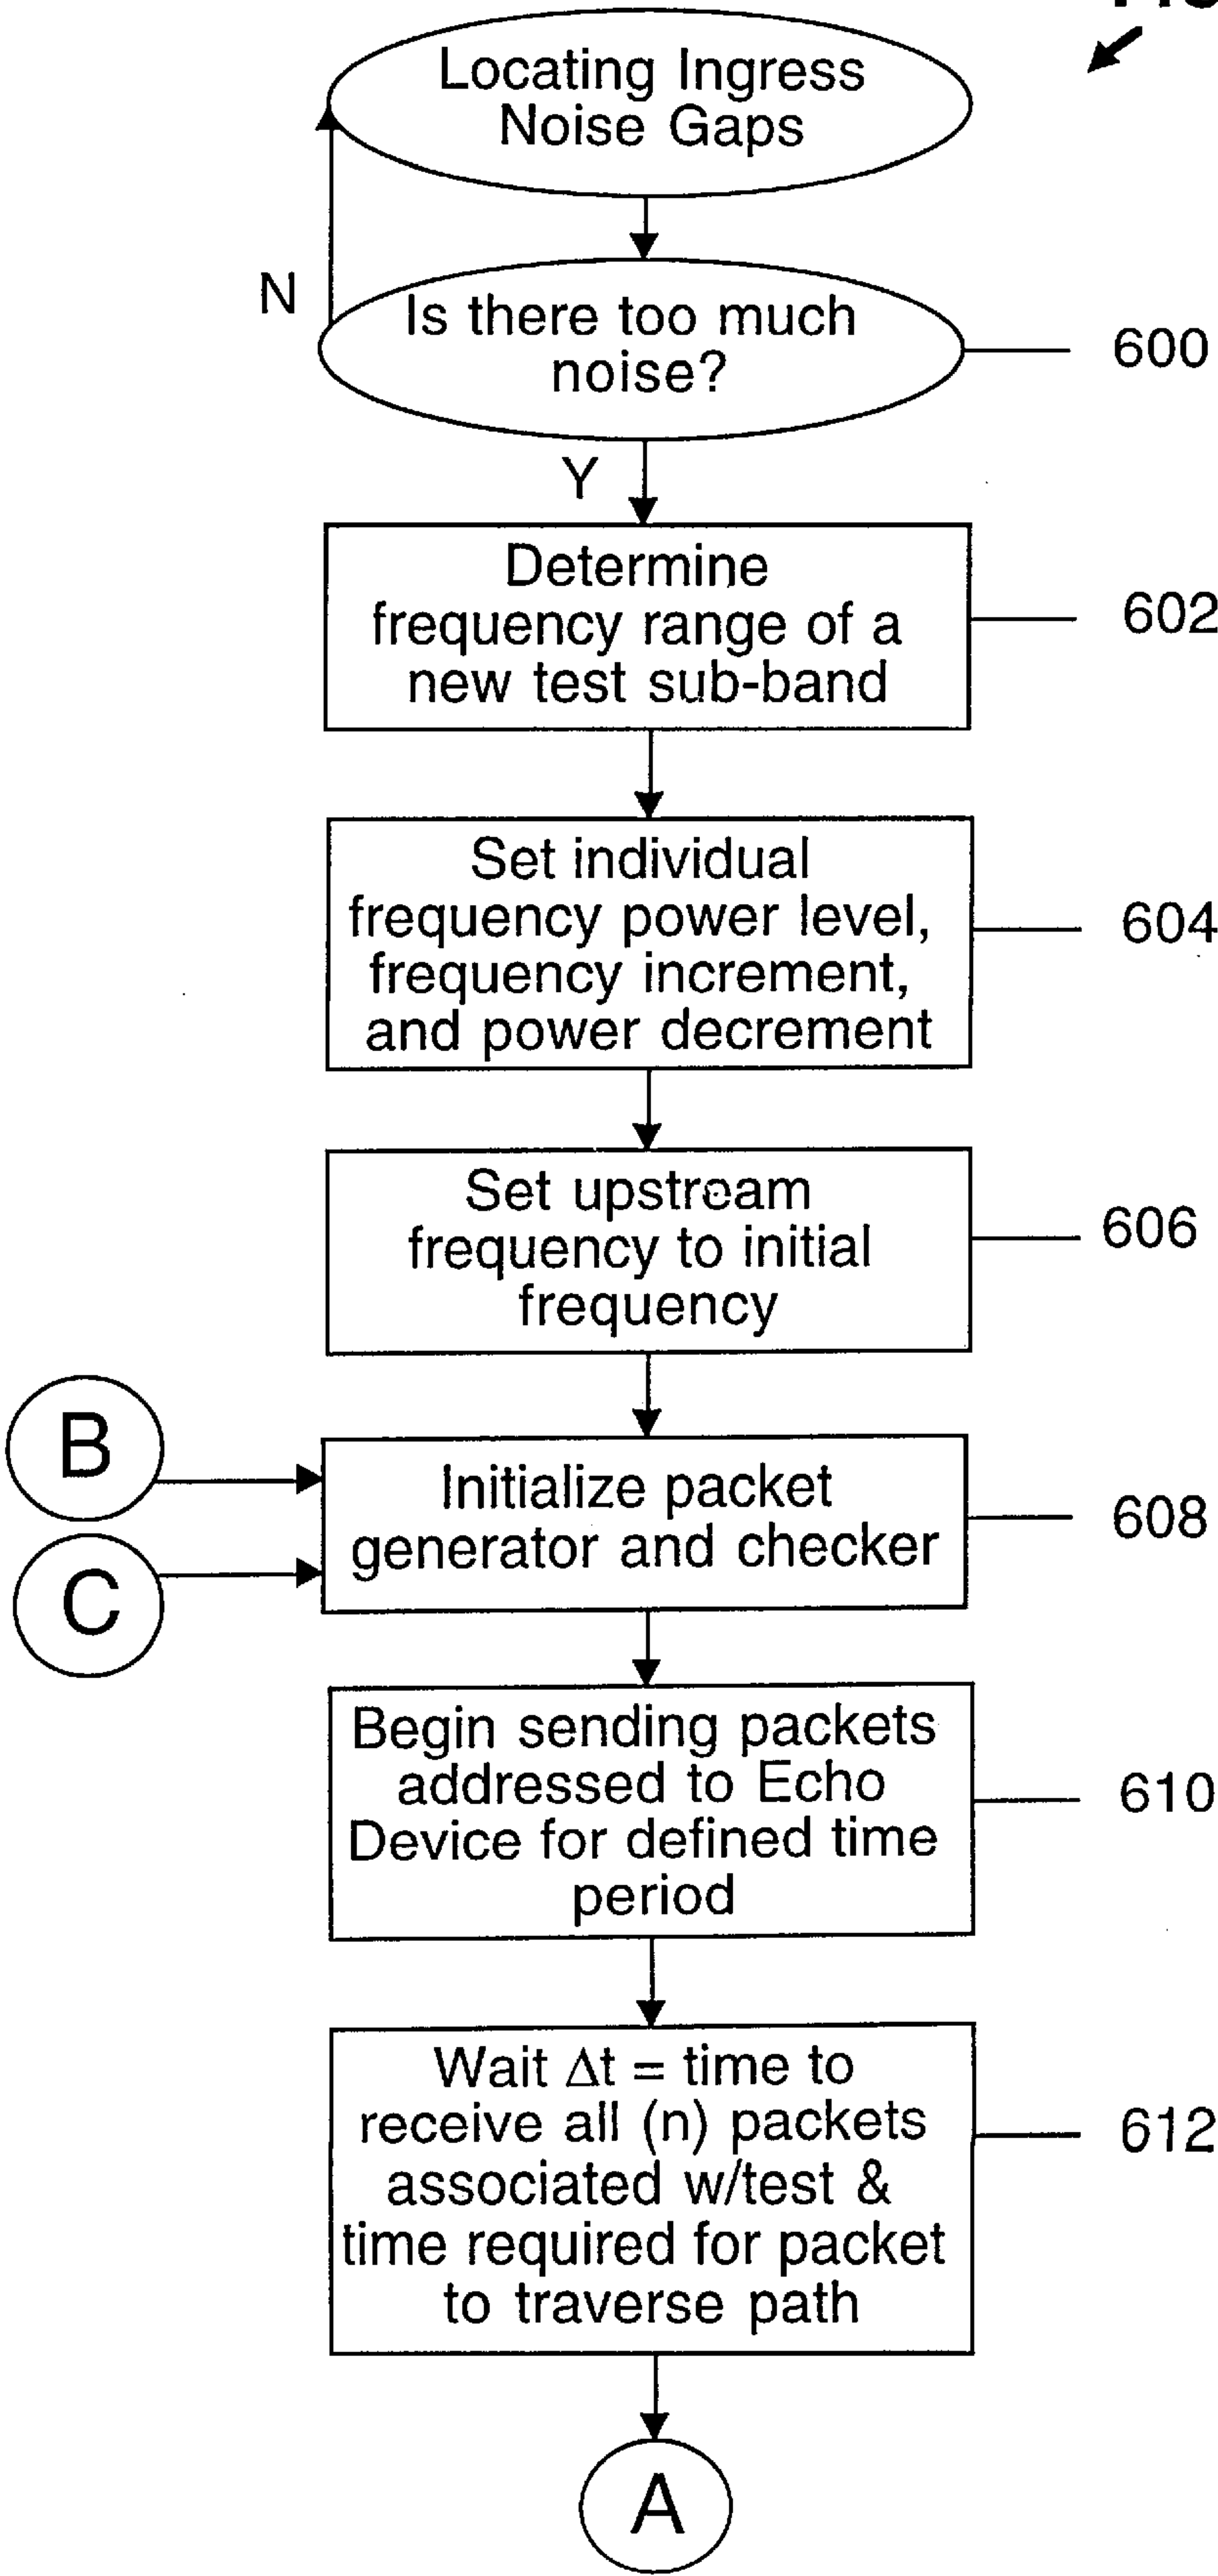 Locating Ingress
Noise Gaps
N
Is there too much
noise?
600
Y
Determine
frequency range of a
new test sub-band
602
Set individual
frequency power level,
frequency increment,
and power decrement
604
Set upstream
frequency to initial
frequency
606
B
C
Initialize packet
generator and checker
608
Begin sending packets
addressed to Echo
Device for defined time
period
610
Wait Δt = time to
receive all (n) packets
associated w/test &
time required for packet
to traverse path
612
A